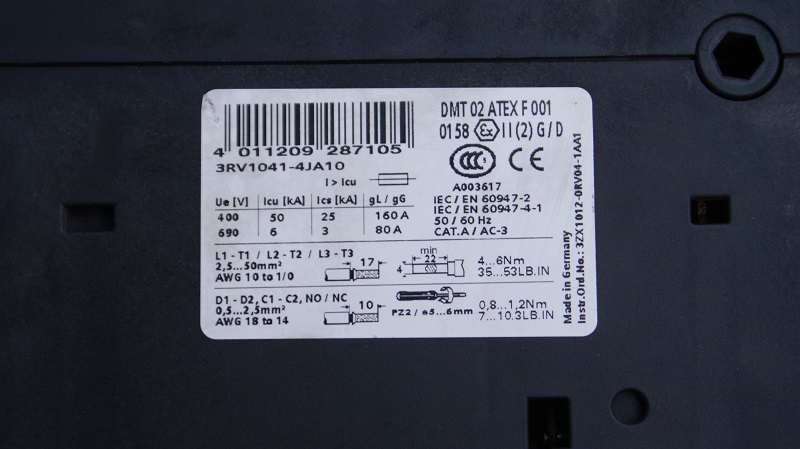 4 011209 287105
3RV1041-4JA10
I > Icu
Ue [V] Icu [kA] Ics [kA] gL / gG
400 50 25 160 A
690 6 3 80 A
DMT 02 ATEX F 001
0158 Ex II (2) G / D
CCC
A003617
IEC / EN 60947-2
IEC / EN 60947-4-1
50 / 60 Hz
CAT. A / AC-3
L1 - T1 / L2 - T2 / L3 - T3
2,5...50mm²
AWG 10 to 1/0
17
min
22
4
4...6Nm
35...53LB.IN
D1 - D2, C1 - C2, NO / NC
0,5...2,5mm²
AWG 18 to 14
10
PZ2 / ø5...6mm
0,8...1,2Nm
7...10.3LB.IN
Made in Germany
Instr.Ord.No.: 3ZX1012-0RV04-1AA1